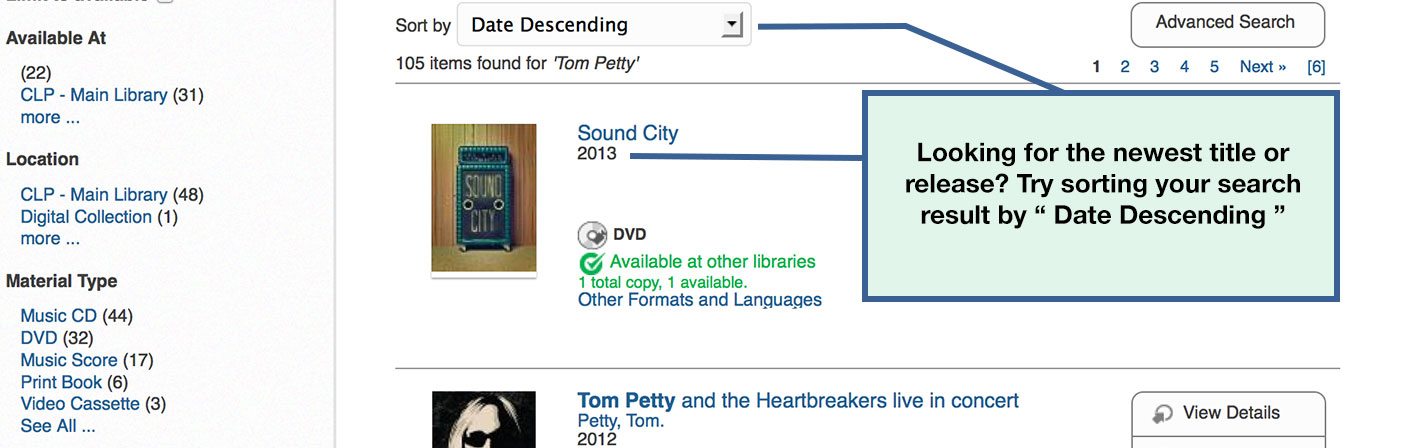 Limit to available
Available At
(22)
CLP - Main Library (31)
more ...
Location
CLP - Main Library (48)
Digital Collection (1)
more ...
Material Type
Music CD (44)
DVD (32)
Music Score (17)
Print Book (6)
Video Cassette (3)
See All ...
Sort by Date Descending
Advanced Search
105 items found for 'Tom Petty'
1 2 3 4 5 Next » [6]
SOUND
CITY
Sound City
2013
DVD
Available at other libraries
1 total copy, 1 available.
Other Formats and Languages
Looking for the newest title or
release? Try sorting your search
result by “ Date Descending ”
Tom Petty and the Heartbreakers live in concert
Petty, Tom.
2012
View Details